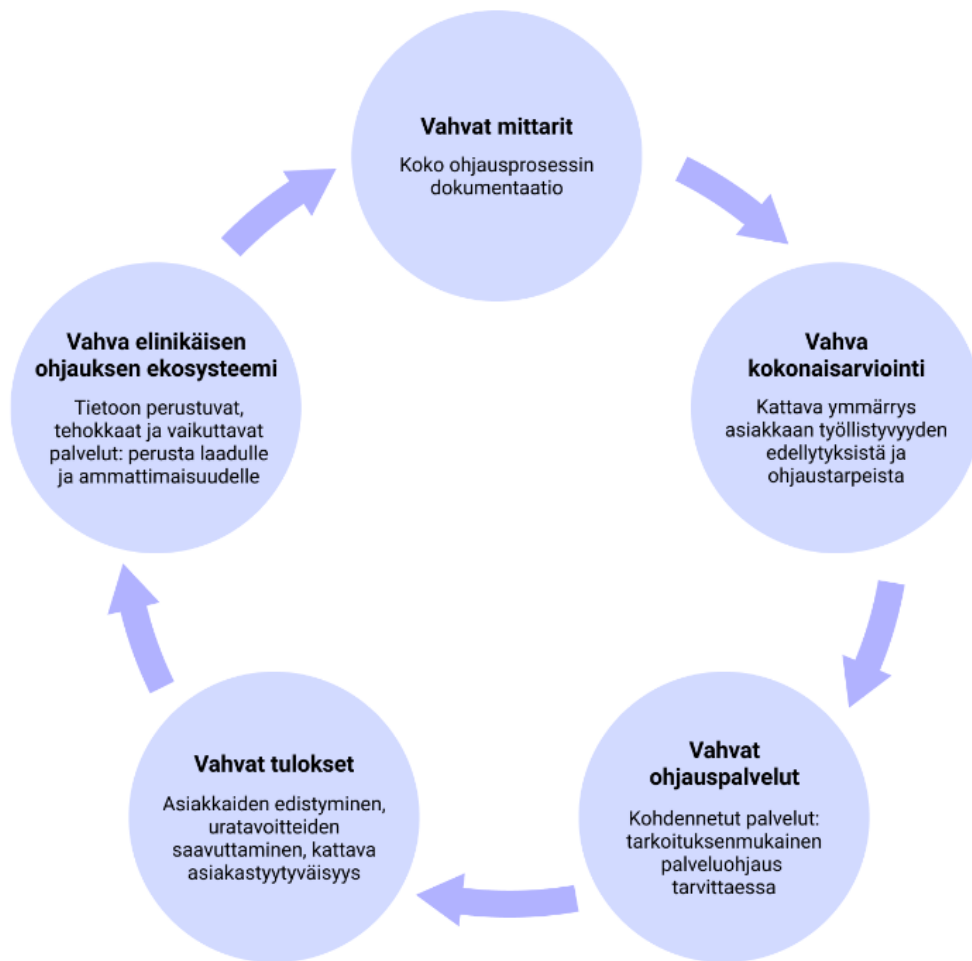 Vahvat mittarit
Koko ohjausprosessin
dokumentaatio
Vahva
kokonaisarviointi
Kattava ymmärrys
asiakkaan työllistyvyyden
edellytyksistä ja
ohjaustarpeista
Vahvat
ohjauspalvelut
Kohdennetut palvelut:
tarkoituksenmukainen
palveluohjaus
tarvittaessa
Vahvat tulokset
Asiakkaiden edistyminen,
uratavoitteiden
saavuttaminen, kattava
asiakastyytyväisyys
Vahva elinikäisen
ohjauksen ekosysteemi
Tietoon perustuvat,
tehokkaat ja vaikuttavat
palvelut: perusta laadulle
ja ammattimaisuudelle